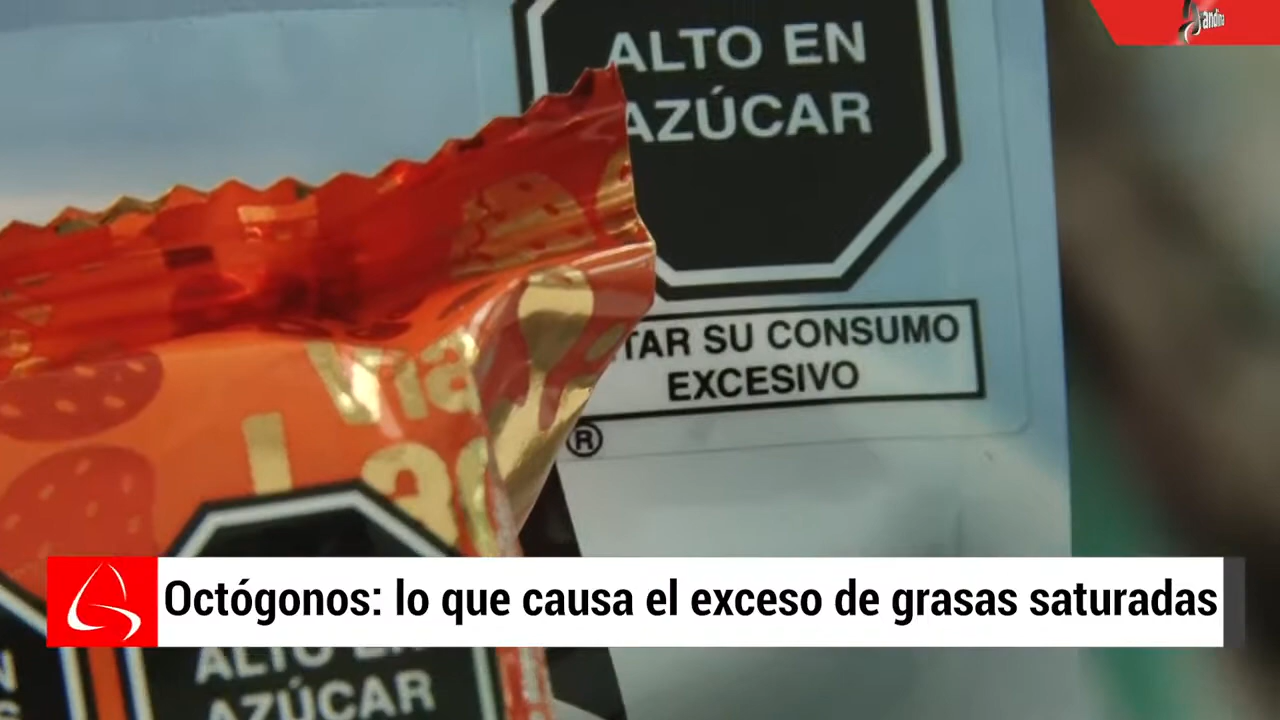 andina
ALTO EN
AZÚCAR
TAR SU CONSUMO
EXCESIVO
®
Octógonos: lo que causa el exceso de grasas saturadas
ALTO EN
AZÚCAR